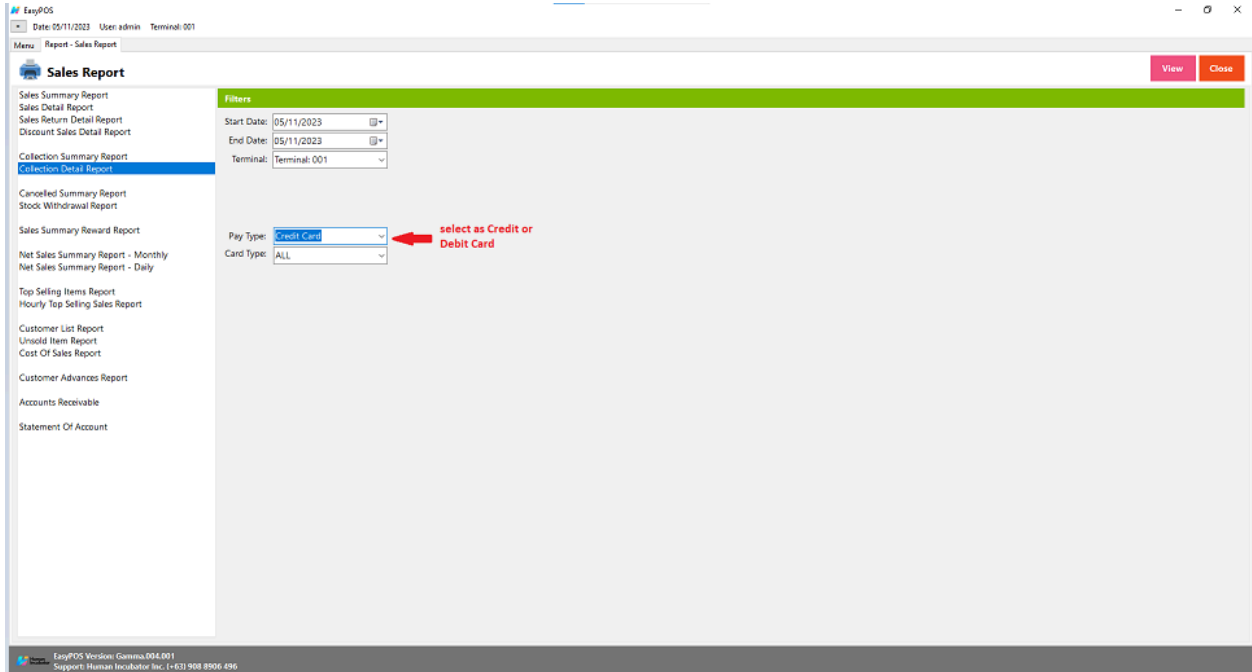 EasyPOS
Date: 05/11/2023 User: admin Terminal: 001
Menu Report - Sales Report
Sales Report
View Close
Sales Summary Report
Sales Detail Report
Sales Return Detail Report
Discount Sales Detail Report
Collection Summary Report
Collection Detail Report
Cancelled Summary Report
Stock Withdrawal Report
Sales Summary Reward Report
Net Sales Summary Report - Monthly
Net Sales Summary Report - Daily
Top Selling Items Report
Hourly Top Selling Sales Report
Customer List Report
Unsold Item Report
Cost Of Sales Report
Customer Advances Report
Accounts Receivable
Statement Of Account
Filters
Start Date: 05/11/2023
End Date: 05/11/2023
Terminal: Terminal: 001
Pay Type: Credit Card
Card Type: ALL
select as Credit or
Debit Card
Human
Incubator
EasyPOS Version: Gamma.004.001
Support: Human Incubator Inc. (+63) 908 8906 496